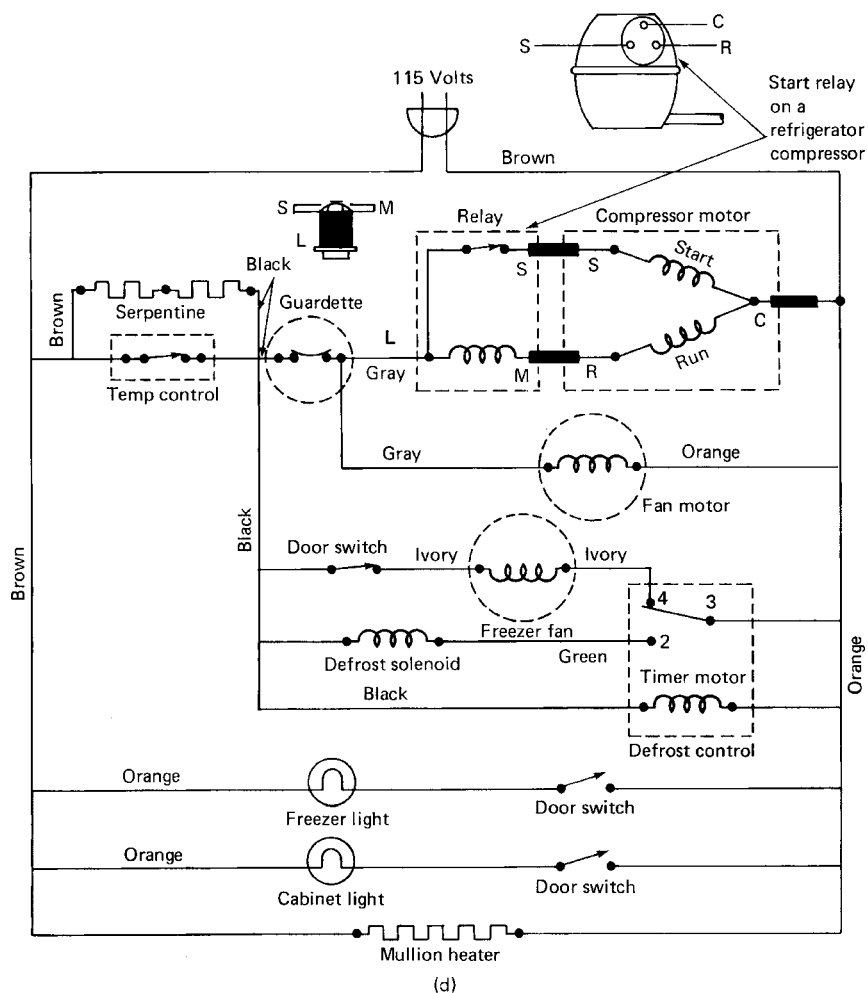 C
S
R
115 Volts
Start relay
on a
refrigerator
compressor
Brown
S
M
L
Relay
Compressor motor
Black
S
S
Start
Serpentine
Guardette
Brown
L
C
Gray
M
R
Run
Temp control
Gray
Orange
Fan motor
Black
Door switch
Ivory
Ivory
Brown
4
3
Freezer fan
2
Defrost solenoid
Green
Orange
Timer motor
Black
Defrost control
Orange
Freezer light
Door switch
Orange
Cabinet light
Door switch
Mullion heater
(d)